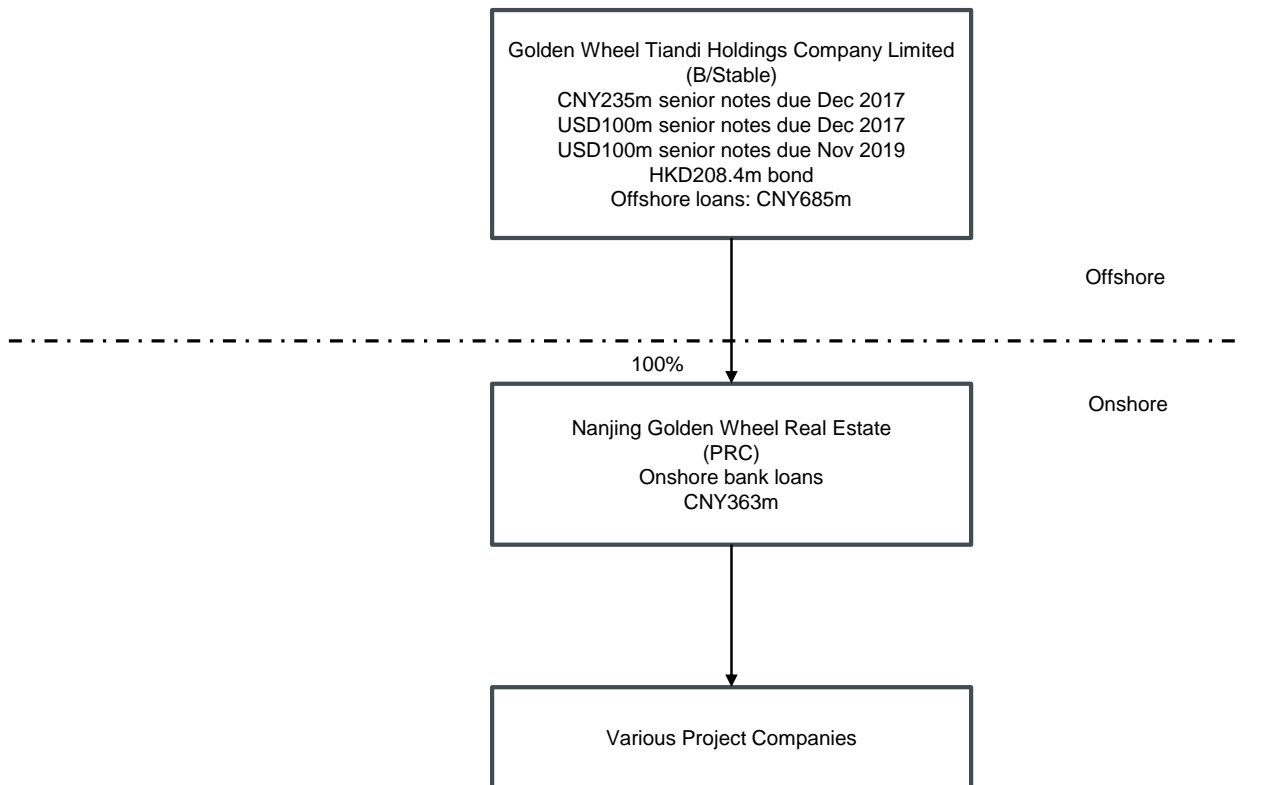 Golden Wheel Tiandi Holdings Company Limited
(B/Stable)
CNY235m senior notes due Dec 2017
USD100m senior notes due Dec 2017
USD100m senior notes due Nov 2019
HKD208.4m bond
Offshore loans: CNY685m
Offshore
100%
Onshore
Nanjing Golden Wheel Real Estate
(PRC)
Onshore bank loans
CNY363m
Various Project Companies